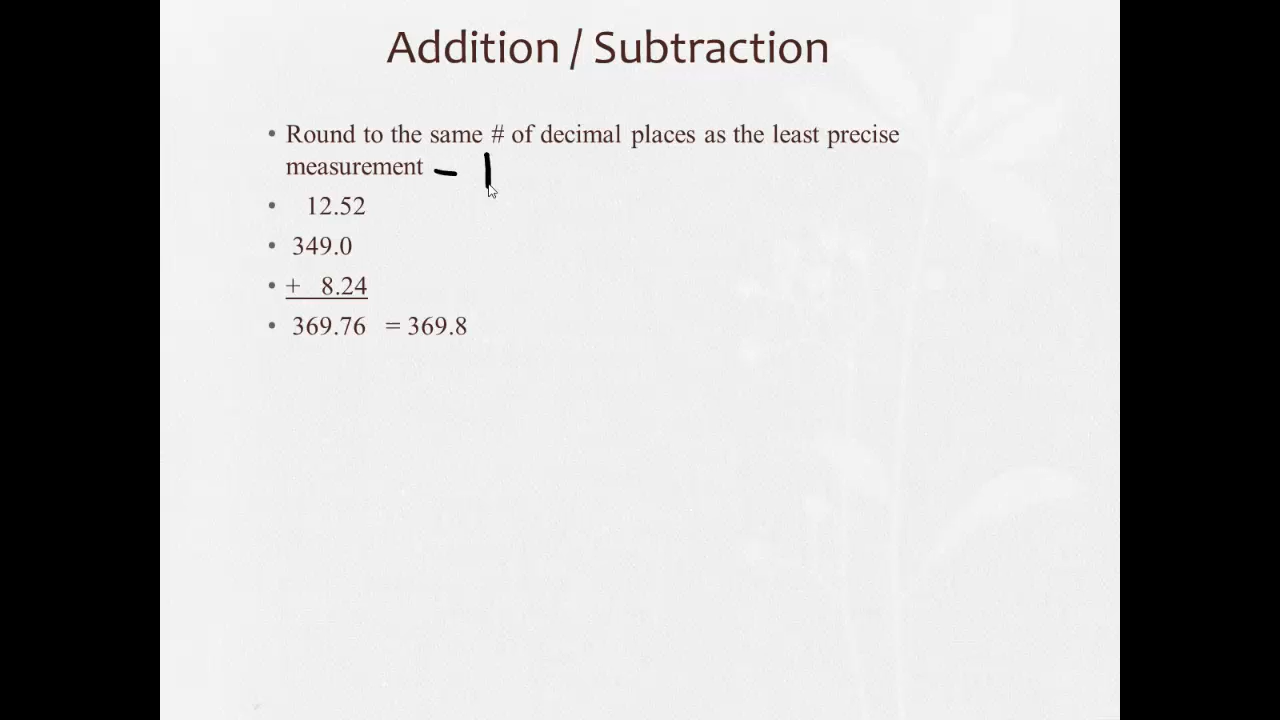 Addition / Subtraction
• Round to the same # of decimal places as the least precise
measurement –
• 12.52
• 349.0
• + 8.24
• 369.76 = 369.8